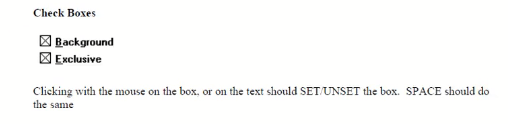 Check Boxes
Background
Exclusive
Clicking with the mouse on the box, or on the text should SET/UNSET the box. SPACE should do
the same